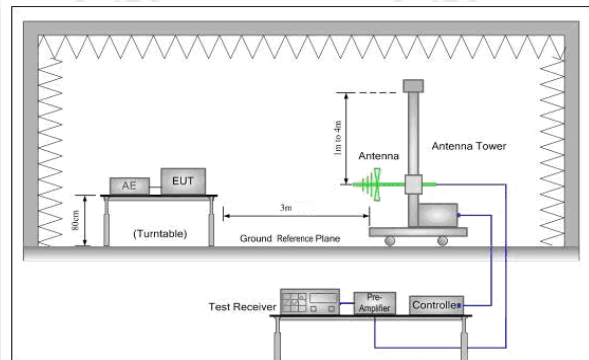 1m to 4m
Antenna
Antenna Tower
AE
EUT
3m
80cm
(Turntable)
Ground Reference Plane
Test Receiver
Pre-
Amplifier
Controller